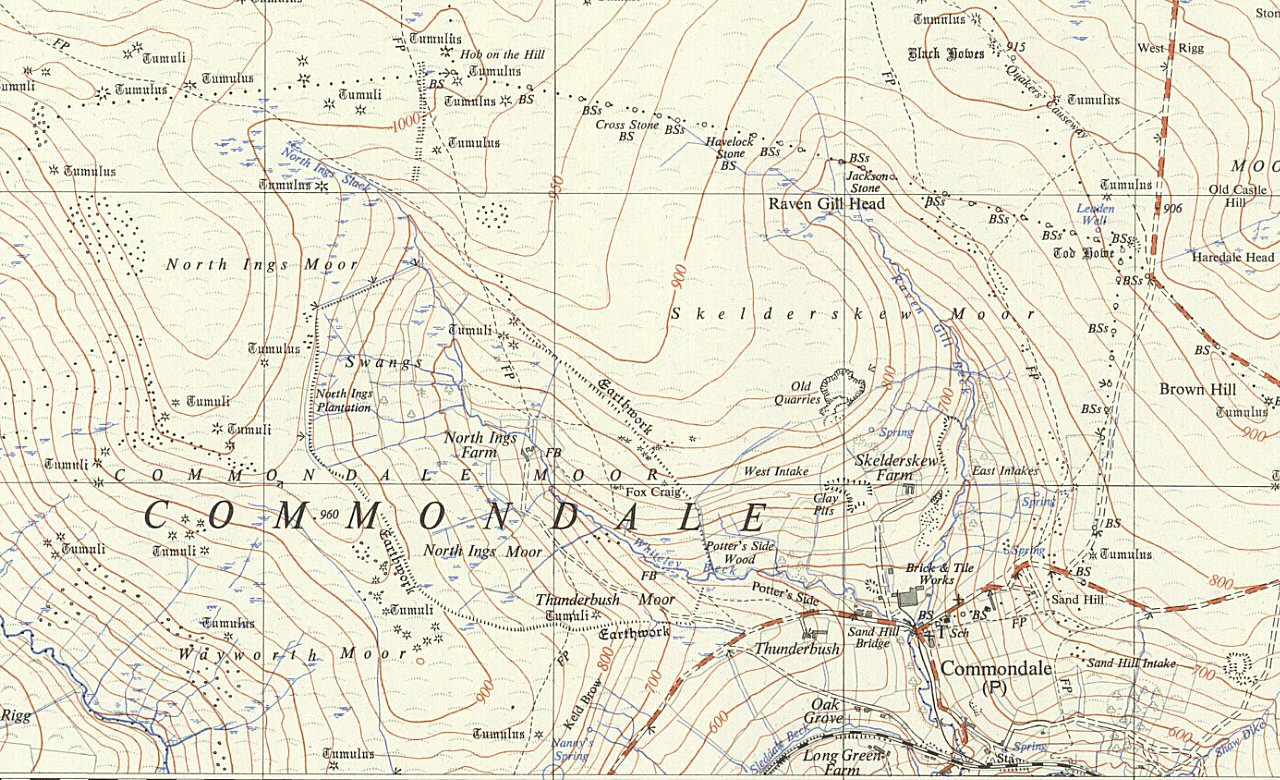 Tumulus
Tumulus
Tumulus
Ston
FP
FP
Tumuli
Tumulus
Hob on the Hill
Tumulus
BS
Tumulus
BS
915
Black Howes
Quakers' Causeway
West Rigg
FP
Tumuli
Tumulus
Tumulus
Tumuli
1000
Tumulus
BSs
Cross Stone
BS
BSs
Havelock
Stone
BS
BSs
BSs
Jackson
Stone
Tumulus
Tumulus
North Ings Slack
Tumulus
950
Raven Gill Head
BSs
BSs
Leaden
Well
906
Old Castle
Hill
MOO
BSs
BSs
Tod Howe
BSs
Haredale Head
North Ings Moor
900
Skelderskew Moor
Raven Gill Beck
Tumuli
BSs
BS
Tumulus
Swangs
FP
FP
North Ings
Plantation
Earthwork
Old
Quarries
800
700
Brown Hill
Tumuli
BSs
Tumulus
900
Tumuli
Spring
North Ings
Farm
FB
Tumuli
COMMONDALE MOOR
West Intake
Skelderskew
Farm
East Intakes
Fox Craig
Clay
Pits
Spring
COMMONDALE
960
BS
Tumuli
Tumuli
Earthwork
North Ings Moor
Whiteley Beck
Potter's Side
Wood
Spring
Tumulus
FB
Brick & Tile
Works
BS
800
Potter's Side
Thunderbush Moor
Tumuli
Tumuli
Sand Hill
BS
BS
FP
Tumulus
Earthwork
Sand Hill
Bridge
T
Sch
Wayworth Moor
Thunderbush
FP
800
700
Commondale
(P)
Sand Hill Intake
700
FP
900
Keld Brow
Rigg
Oak
Grove
600
600
Tumulus
Nanny's
Spring
Sleddale Beck
Long Green
Farm
Spring
Sta
Shaw Dike
Tumulus